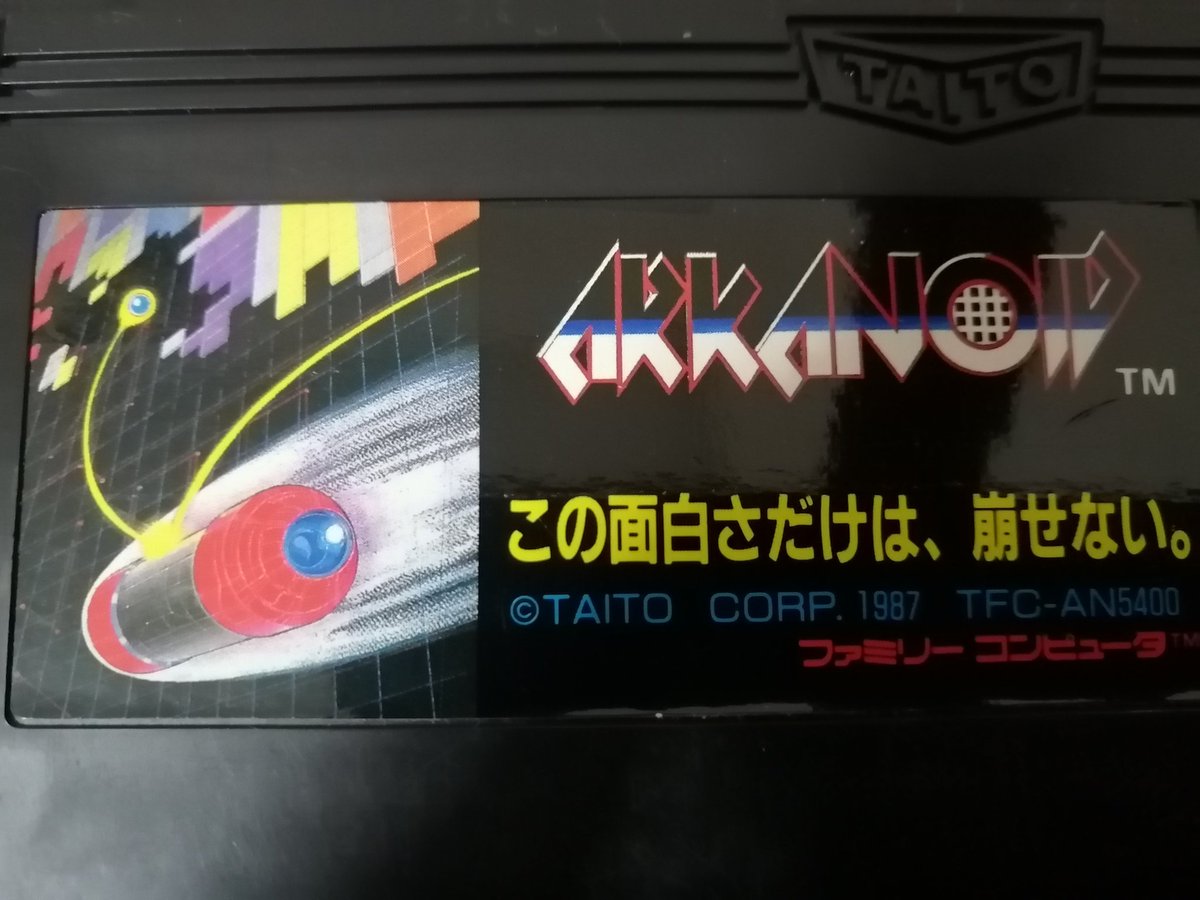 TAITO
ARKANOID TM
この面白さだけは、崩せない。
©TAITO CORP. 1987 TFC-AN5400
ファミリーコンピュータ TM